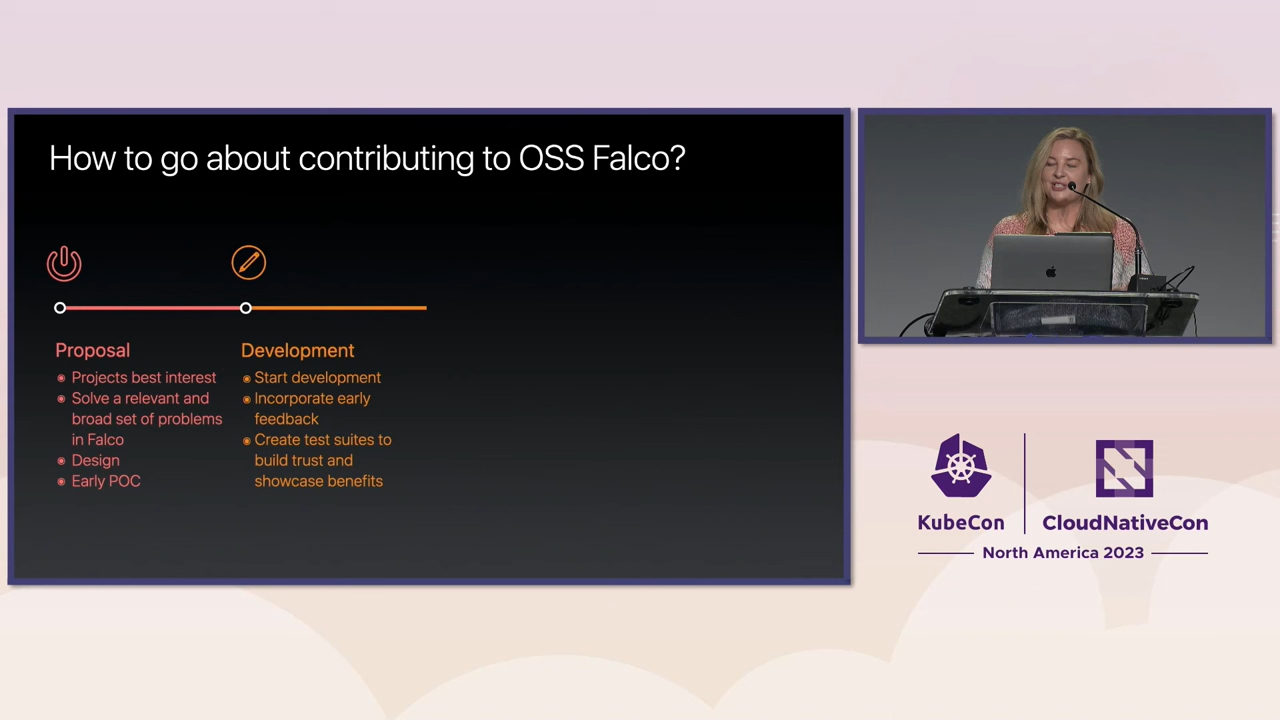 How to go about contributing to OSS Falco?
Proposal
Projects best interest
Solve a relevant and
broad set of problems
in Falco
Design
Early POC
Development
Start development
Incorporate early
feedback
Create test suites to
build trust and
showcase benefits
KubeCon
CloudNativeCon
North America 2023